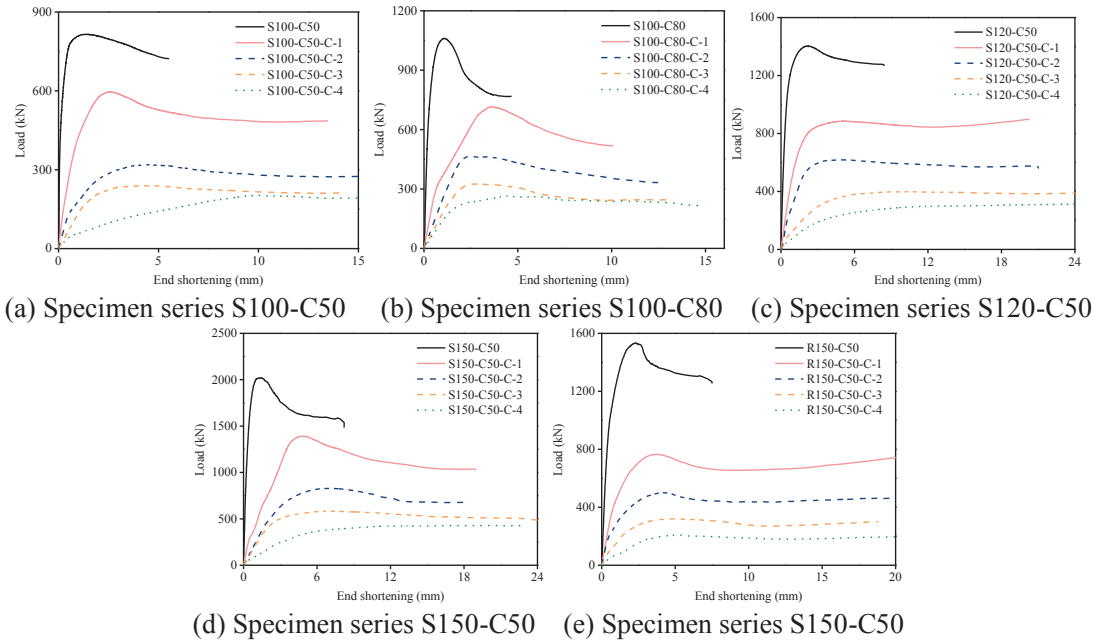 900
600
300
0
Load (kN)
S100-C50
S100-C50-C-1
S100-C50-C-2
S100-C50-C-3
S100-C50-C-4
0 5 10 15
End shortening (mm)
(a) Specimen series S100-C50
1200
900
600
300
0
Load (kN)
S100-C80
S100-C80-C-1
S100-C80-C-2
S100-C80-C-3
S100-C80-C-4
0 5 10 15
End shortening (mm)
(b) Specimen series S100-C80
1600
1200
800
400
0
Load (kN)
S120-C50
S120-C50-C-1
S120-C50-C-2
S120-C50-C-3
S120-C50-C-4
0 6 12 18 24
End shortening (mm)
(c) Specimen series S120-C50
2500
2000
1500
1000
500
0
Load (kN)
S150-C50
S150-C50-C-1
S150-C50-C-2
S150-C50-C-3
S150-C50-C-4
0 6 12 18 24
End shortening (mm)
(d) Specimen series S150-C50
1600
1200
800
400
0
Load (kN)
R150-C50
R150-C50-C-1
R150-C50-C-2
R150-C50-C-3
R150-C50-C-4
0 5 10 15 20
End shortening (mm)
(e) Specimen series S150-C50